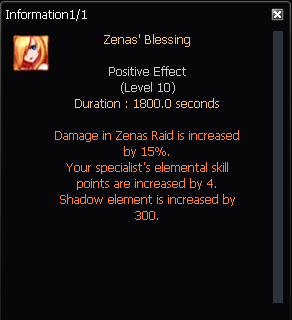 Information1/1
Zenas' Blessing
Positive Effect
(Level 10)
Duration : 1800.0 seconds
Damage in Zenas Raid is increased
by 15%.
Your specialist's elemental skill
points are increased by 4.
Shadow element is increased by
300.